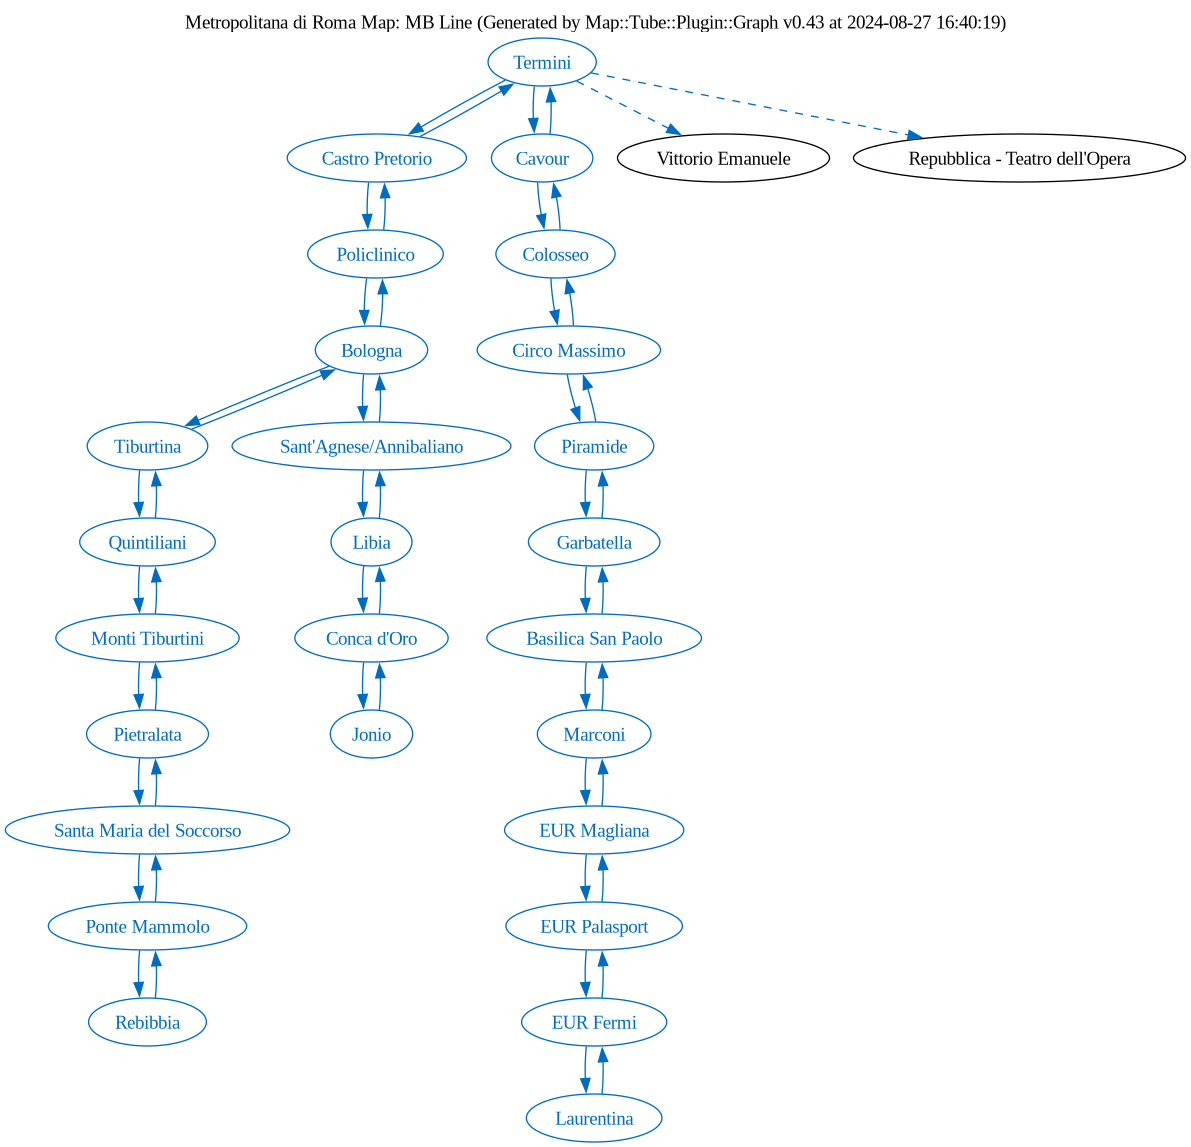 Metropolitana di Roma Map: MB Line (Generated by Map::Tube::Plugin::Graph v0.43 at 2024-08-27 16:40:19)
Termini
Castro Pretorio
Cavour
Vittorio Emanuele
Repubblica - Teatro dell'Opera
Policlinico
Colosseo
Bologna
Circo Massimo
Tiburtina
Sant'Agnese/Annibaliano
Piramide
Quintiliani
Libia
Garbatella
Monti Tiburtini
Conca d'Oro
Basilica San Paolo
Pietralata
Jonio
Marconi
Santa Maria del Soccorso
EUR Magliana
Ponte Mammolo
EUR Palasport
Rebibbia
EUR Fermi
Laurentina